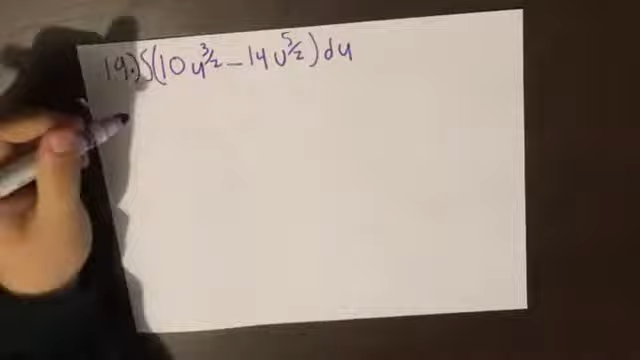 19.) ∫(10u^3/2 − 14u^5/2) du